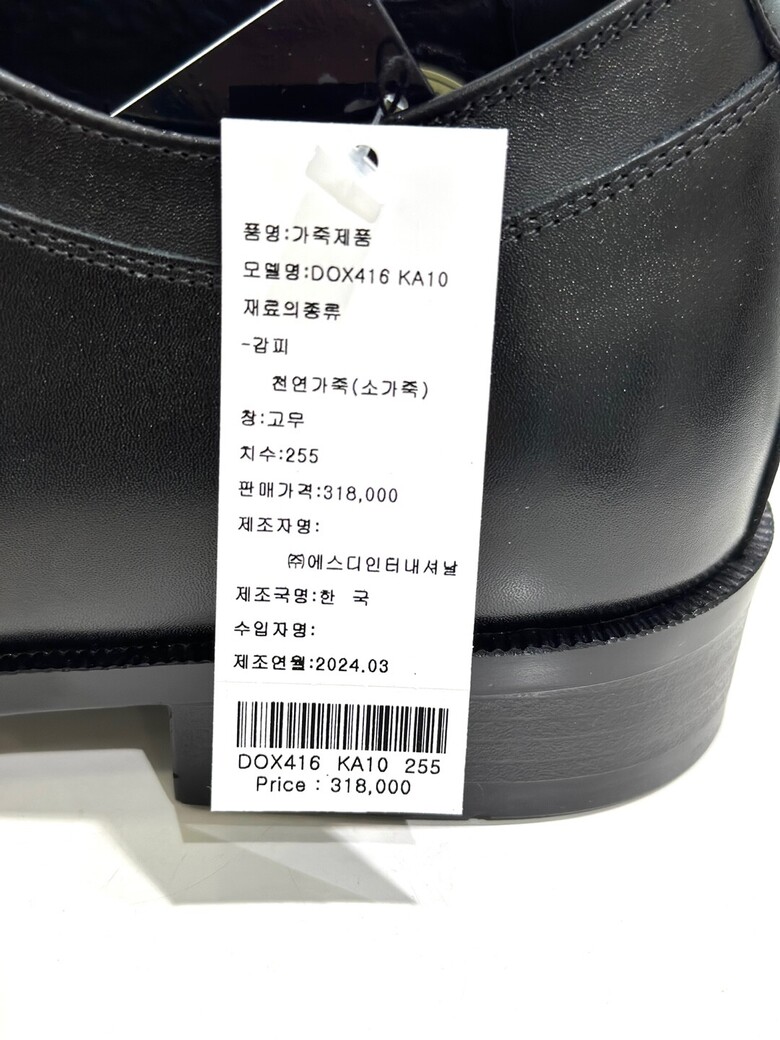 품명:가죽제품
모델명:DOX416 KA10
재료의종류
-갑피
천연가죽(소가죽)
창:고무
치수:255
판매가격:318,000
제조자명:
㈜에스디인터내셔날
제조국명:한 국
수입자명:
제조연월:2024.03
DOX416 KA10 255
Price : 318,000